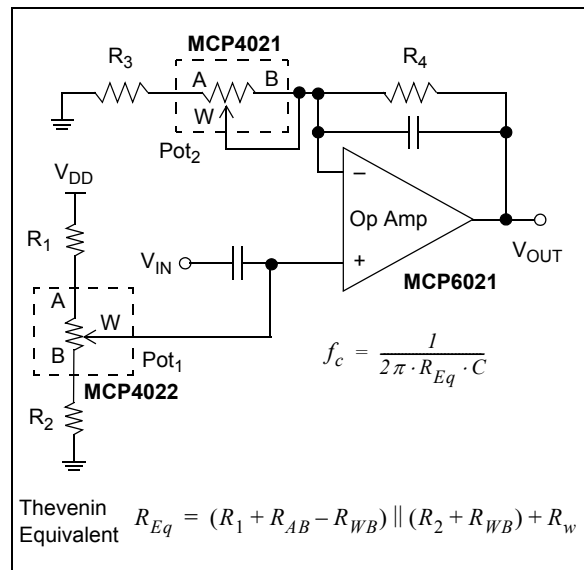 MCP4021
R3
A
B
R4
W
Pot2
VDD
−
Op Amp
R1
VIN
+
VOUT
MCP6021
A
W
B
Pot1
MCP4022
fc = 1 / (2π · REq · C)
R2
Thevenin
Equivalent
REq = (R1 + RAB – RWB) || (R2 + RWB) + Rw